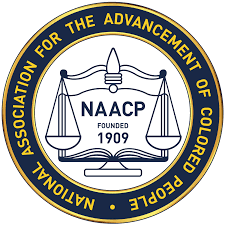 NATIONAL ASSOCIATION FOR THE ADVANCEMENT OF COLORED PEOPLE
NAACP
FOUNDED
1909